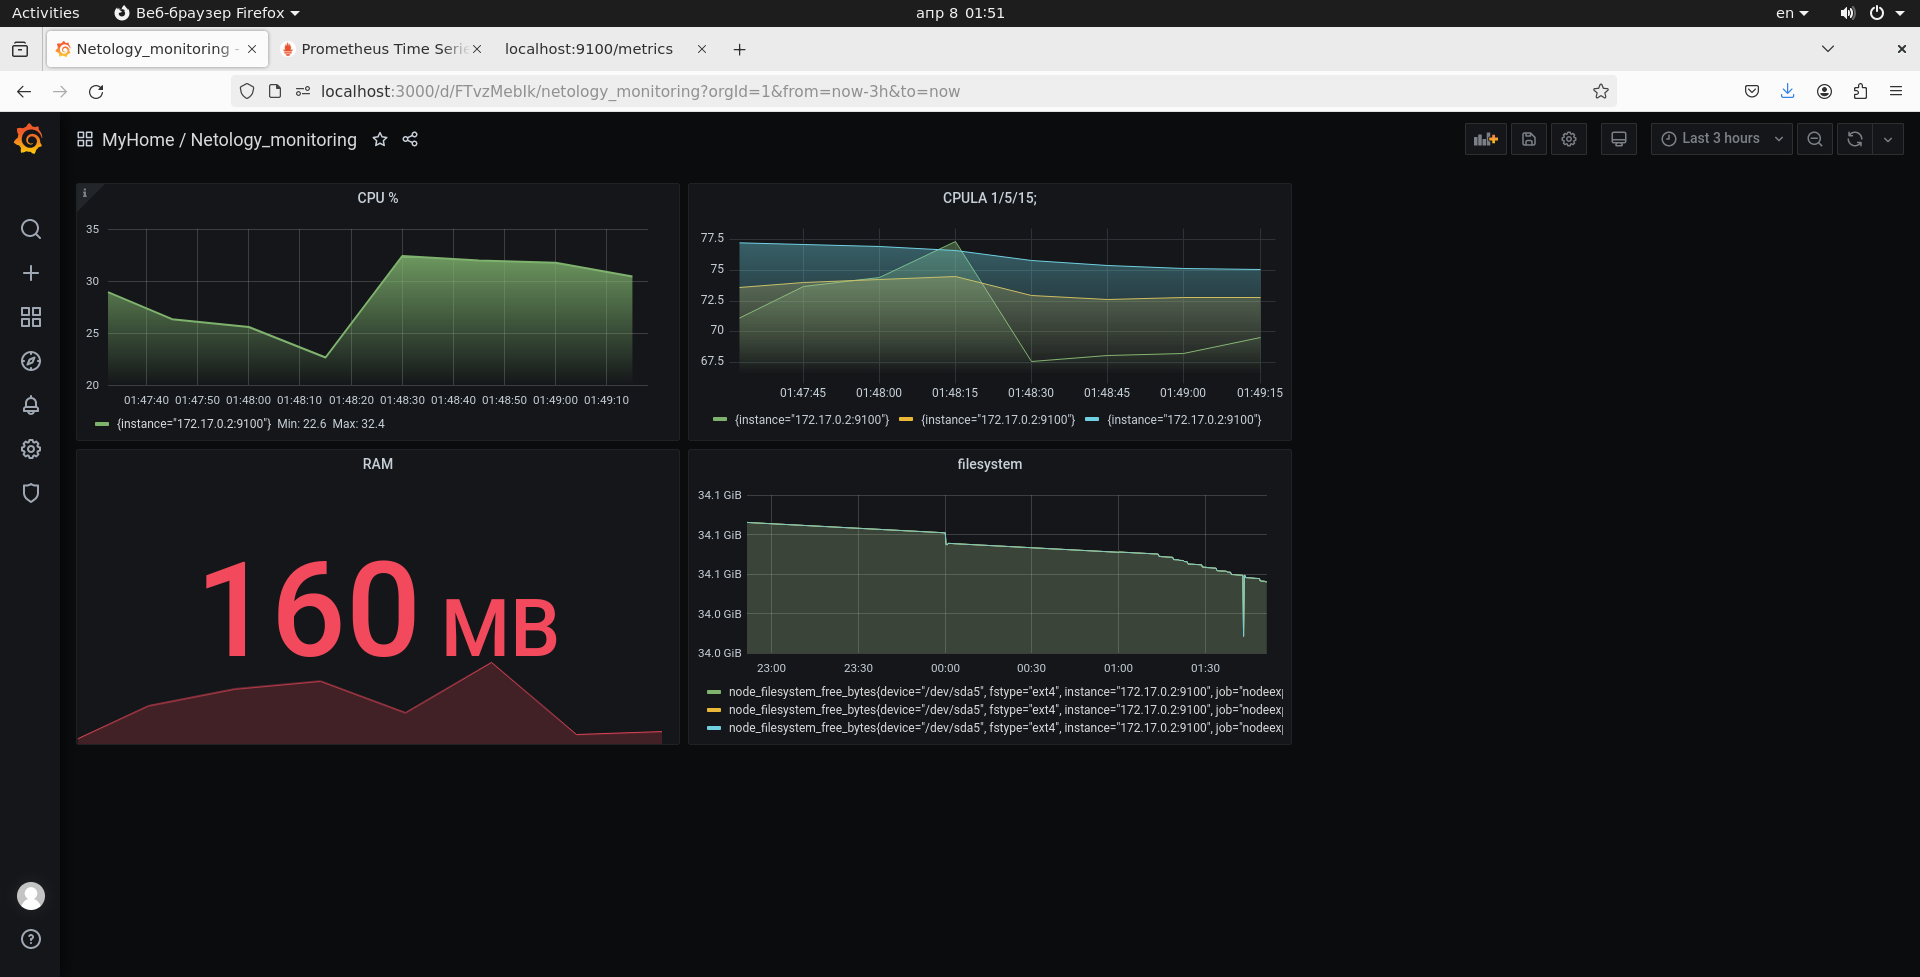 Activities
Веб-браузер Firefox
апр 8 01:51
en
Netology_monitoring -
Prometheus Time Serie
localhost:9100/metrics
localhost:3000/d/FTvzMeblk/netology_monitoring?orgId=1&from=now-3h&to=now
MyHome / Netology_monitoring
Last 3 hours
i
CPU %
35
30
25
20
01:47:40 01:47:50 01:48:00 01:48:10 01:48:20 01:48:30 01:48:40 01:48:50 01:49:00 01:49:10
{instance="172.17.0.2:9100"} Min: 22.6 Max: 32.4
CPULA 1/5/15;
77.5
75
72.5
70
67.5
01:47:45 01:48:00 01:48:15 01:48:30 01:48:45 01:49:00 01:49:15
{instance="172.17.0.2:9100"} {instance="172.17.0.2:9100"} {instance="172.17.0.2:9100"}
RAM
160 MB
filesystem
34.1 GiB
34.1 GiB
34.1 GiB
34.0 GiB
34.0 GiB
23:00 23:30 00:00 00:30 01:00 01:30
node_filesystem_free_bytes{device="/dev/sda5", fstype="ext4", instance="172.17.0.2:9100", job="nodeexp
node_filesystem_free_bytes{device="/dev/sda5", fstype="ext4", instance="172.17.0.2:9100", job="nodeexp
node_filesystem_free_bytes{device="/dev/sda5", fstype="ext4", instance="172.17.0.2:9100", job="nodeexp